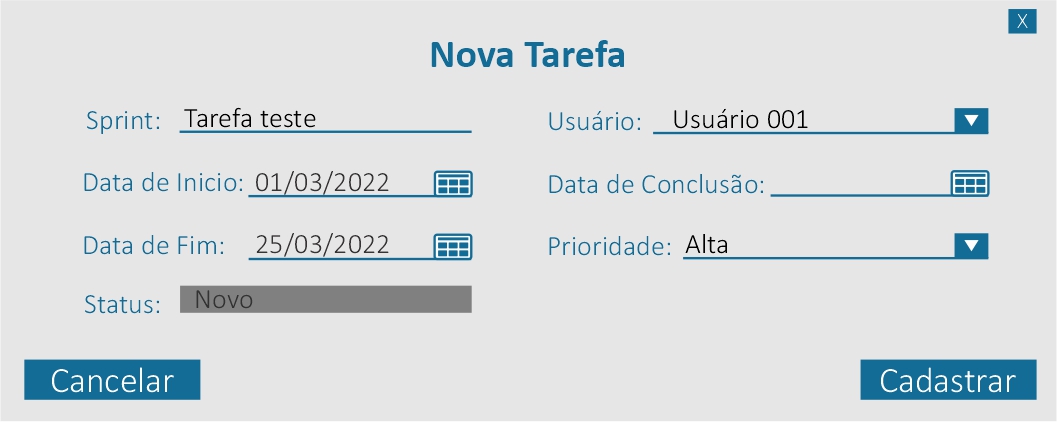 X
Nova Tarefa
Sprint: Tarefa teste
Usuário: Usuário 001
Data de Inicio: 01/03/2022
Data de Conclusão:
Data de Fim: 25/03/2022
Prioridade: Alta
Status: Novo
Cancelar
Cadastrar